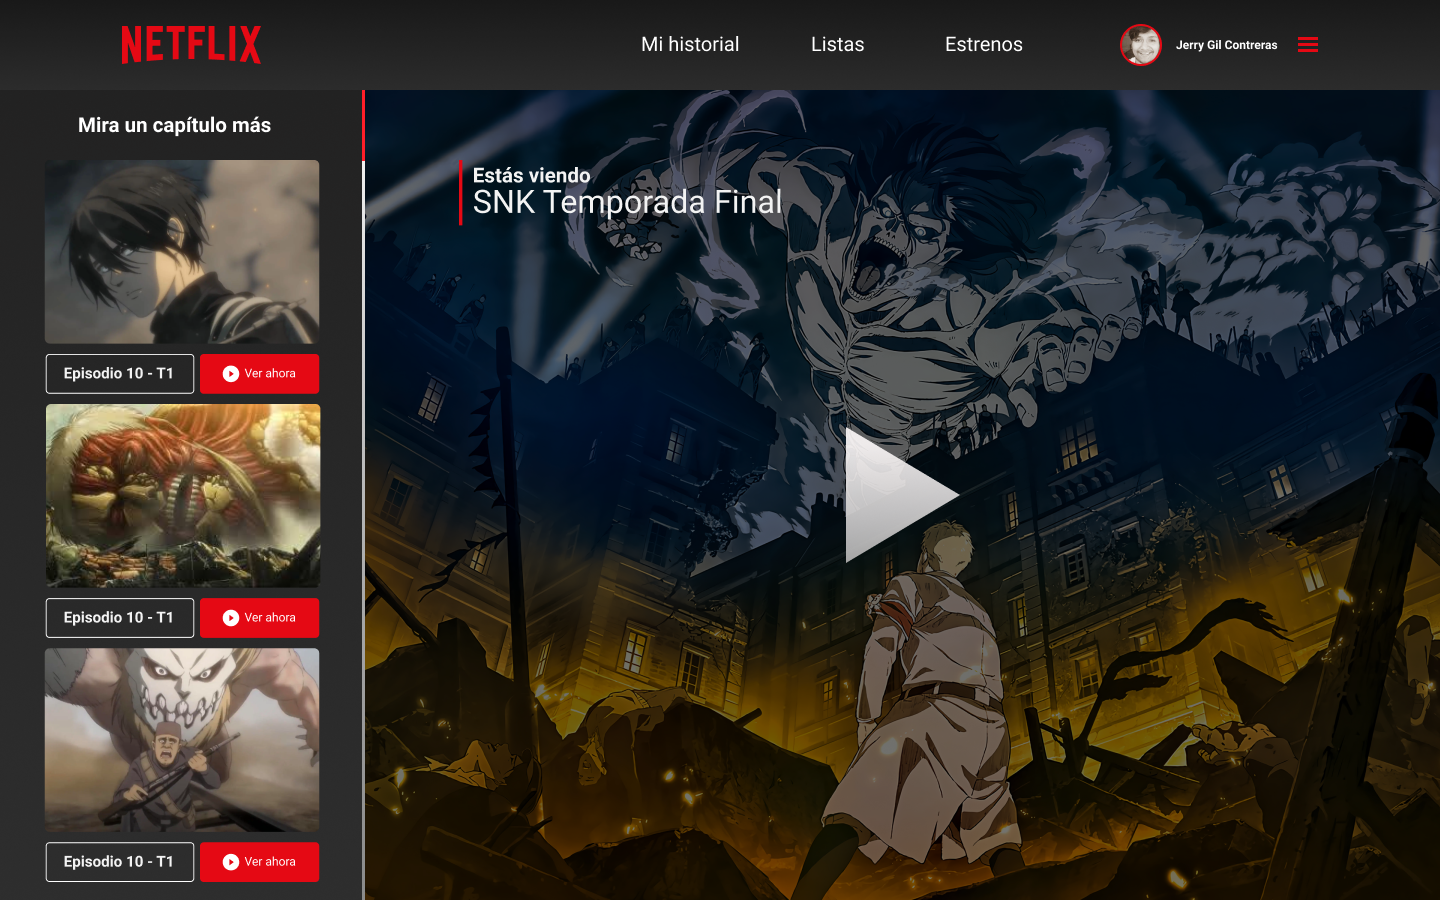 NETFLIX
Mi historial
Listas
Estrenos
Jerry Gil Contreras
Mira un capítulo más
Episodio 10 - T1
Ver ahora
Episodio 10 - T1
Ver ahora
Episodio 10 - T1
Ver ahora
Estás viendo
SNK Temporada Final